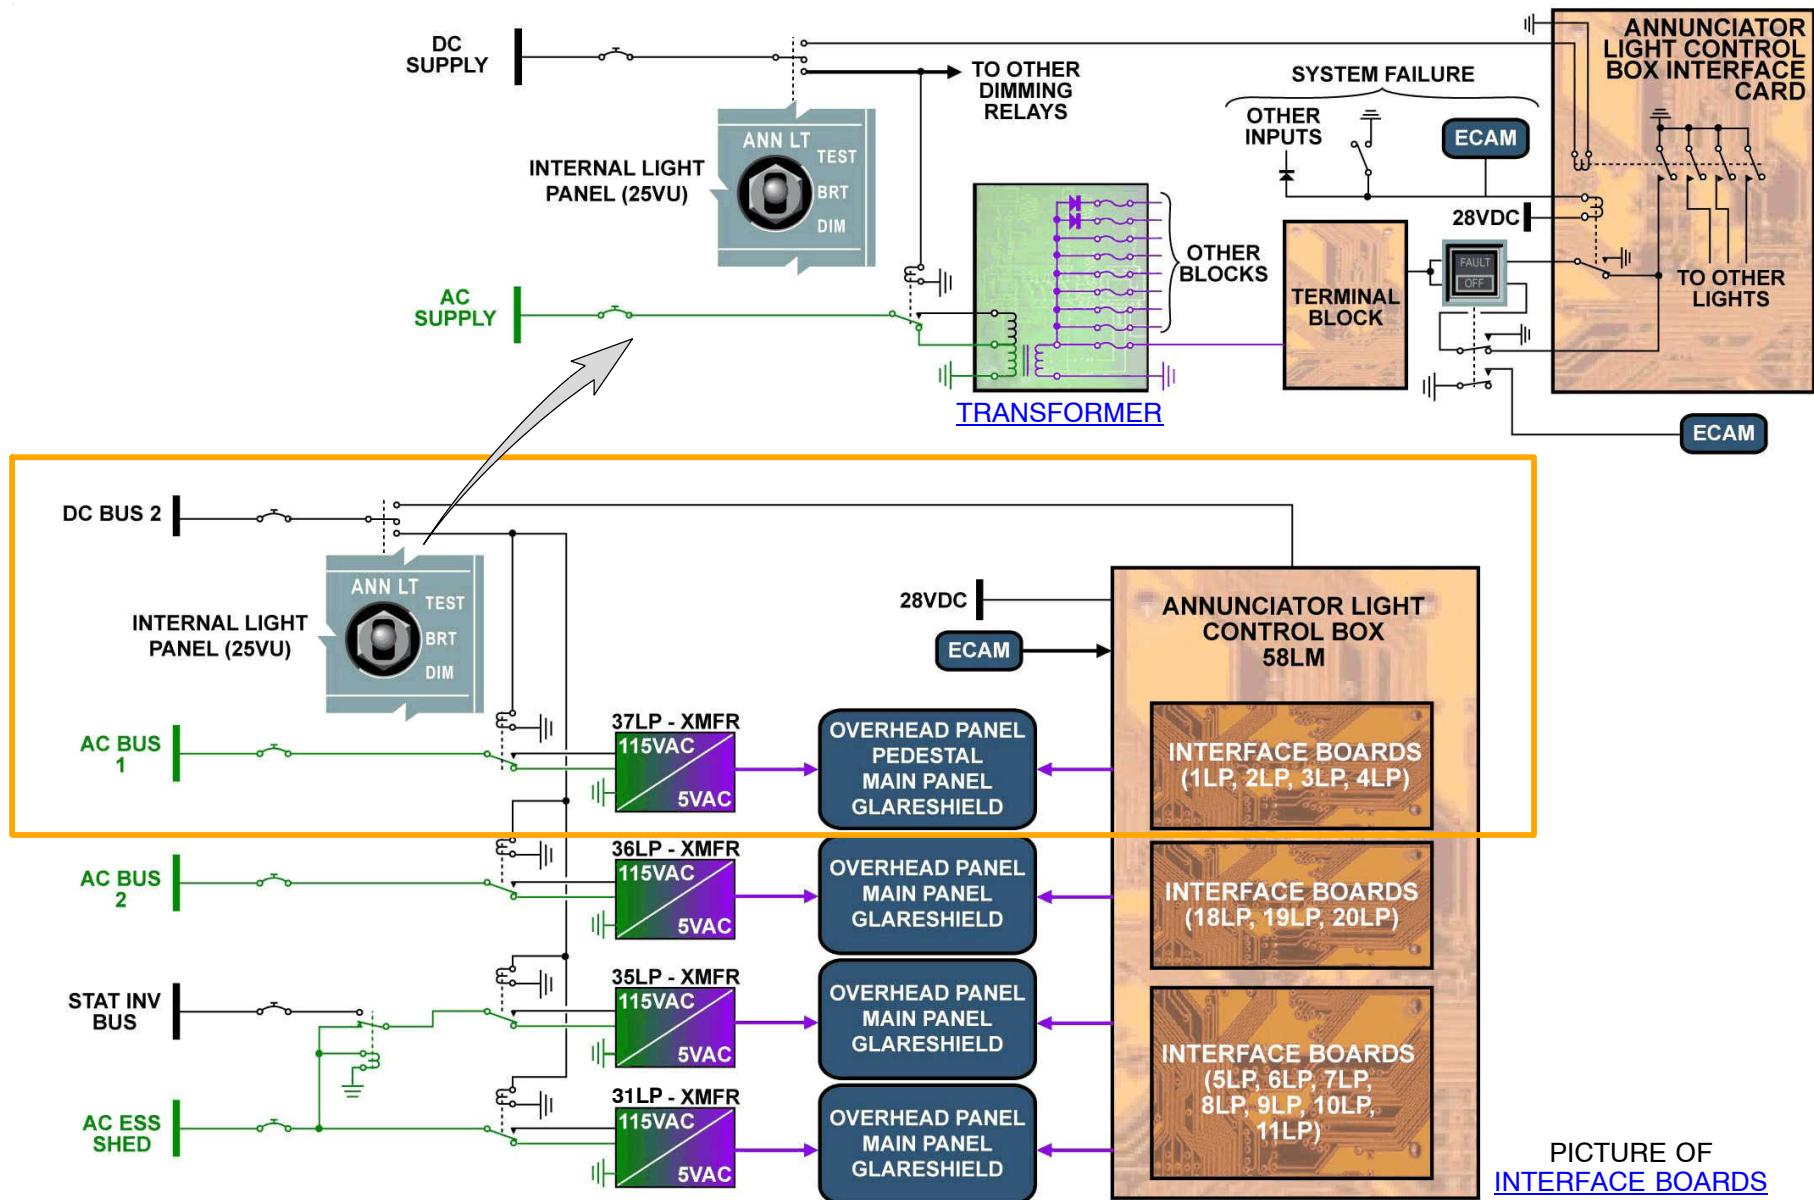 DC
SUPPLY
TO OTHER
DIMMING
RELAYS
SYSTEM FAILURE
OTHER
INPUTS
ECAM
ANNUNCIATOR
LIGHT CONTROL
BOX INTERFACE
CARD
INTERNAL LIGHT
PANEL (25VU)
ANN LT
TEST
BRT
DIM
28VDC
OTHER
BLOCKS
TERMINAL
BLOCK
FAULT
OFF
TO OTHER
LIGHTS
AC
SUPPLY
TRANSFORMER
ECAM
DC BUS 2
INTERNAL LIGHT
PANEL (25VU)
ANN LT
TEST
BRT
DIM
28VDC
ECAM
ANNUNCIATOR LIGHT
CONTROL BOX
58LM
AC BUS
1
37LP - XMFR
115VAC
5VAC
OVERHEAD PANEL
PEDESTAL
MAIN PANEL
GLARESHIELD
INTERFACE BOARDS
(1LP, 2LP, 3LP, 4LP)
AC BUS
2
36LP - XMFR
115VAC
5VAC
OVERHEAD PANEL
MAIN PANEL
GLARESHIELD
INTERFACE BOARDS
(18LP, 19LP, 20LP)
STAT INV
BUS
35LP - XMFR
115VAC
5VAC
OVERHEAD PANEL
MAIN PANEL
GLARESHIELD
INTERFACE BOARDS
(5LP, 6LP, 7LP,
8LP, 9LP, 10LP,
11LP)
AC ESS
SHED
31LP - XMFR
115VAC
5VAC
OVERHEAD PANEL
MAIN PANEL
GLARESHIELD
PICTURE OF
INTERFACE BOARDS